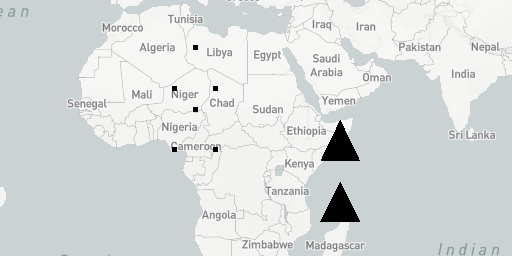 ean
Tunisia
Morocco
Iraq
Iran
Algeria
Libya
Egypt
Pakistan
Nepal
Saudi
Arabia
India
Oman
Mali
Niger
Chad
Senegal
Yemen
Sudan
Nigeria
Ethiopia
Sri Lanka
Cameroon
Kenya
Tanzania
Angola
Zimbabwe
Madagascar
Indian